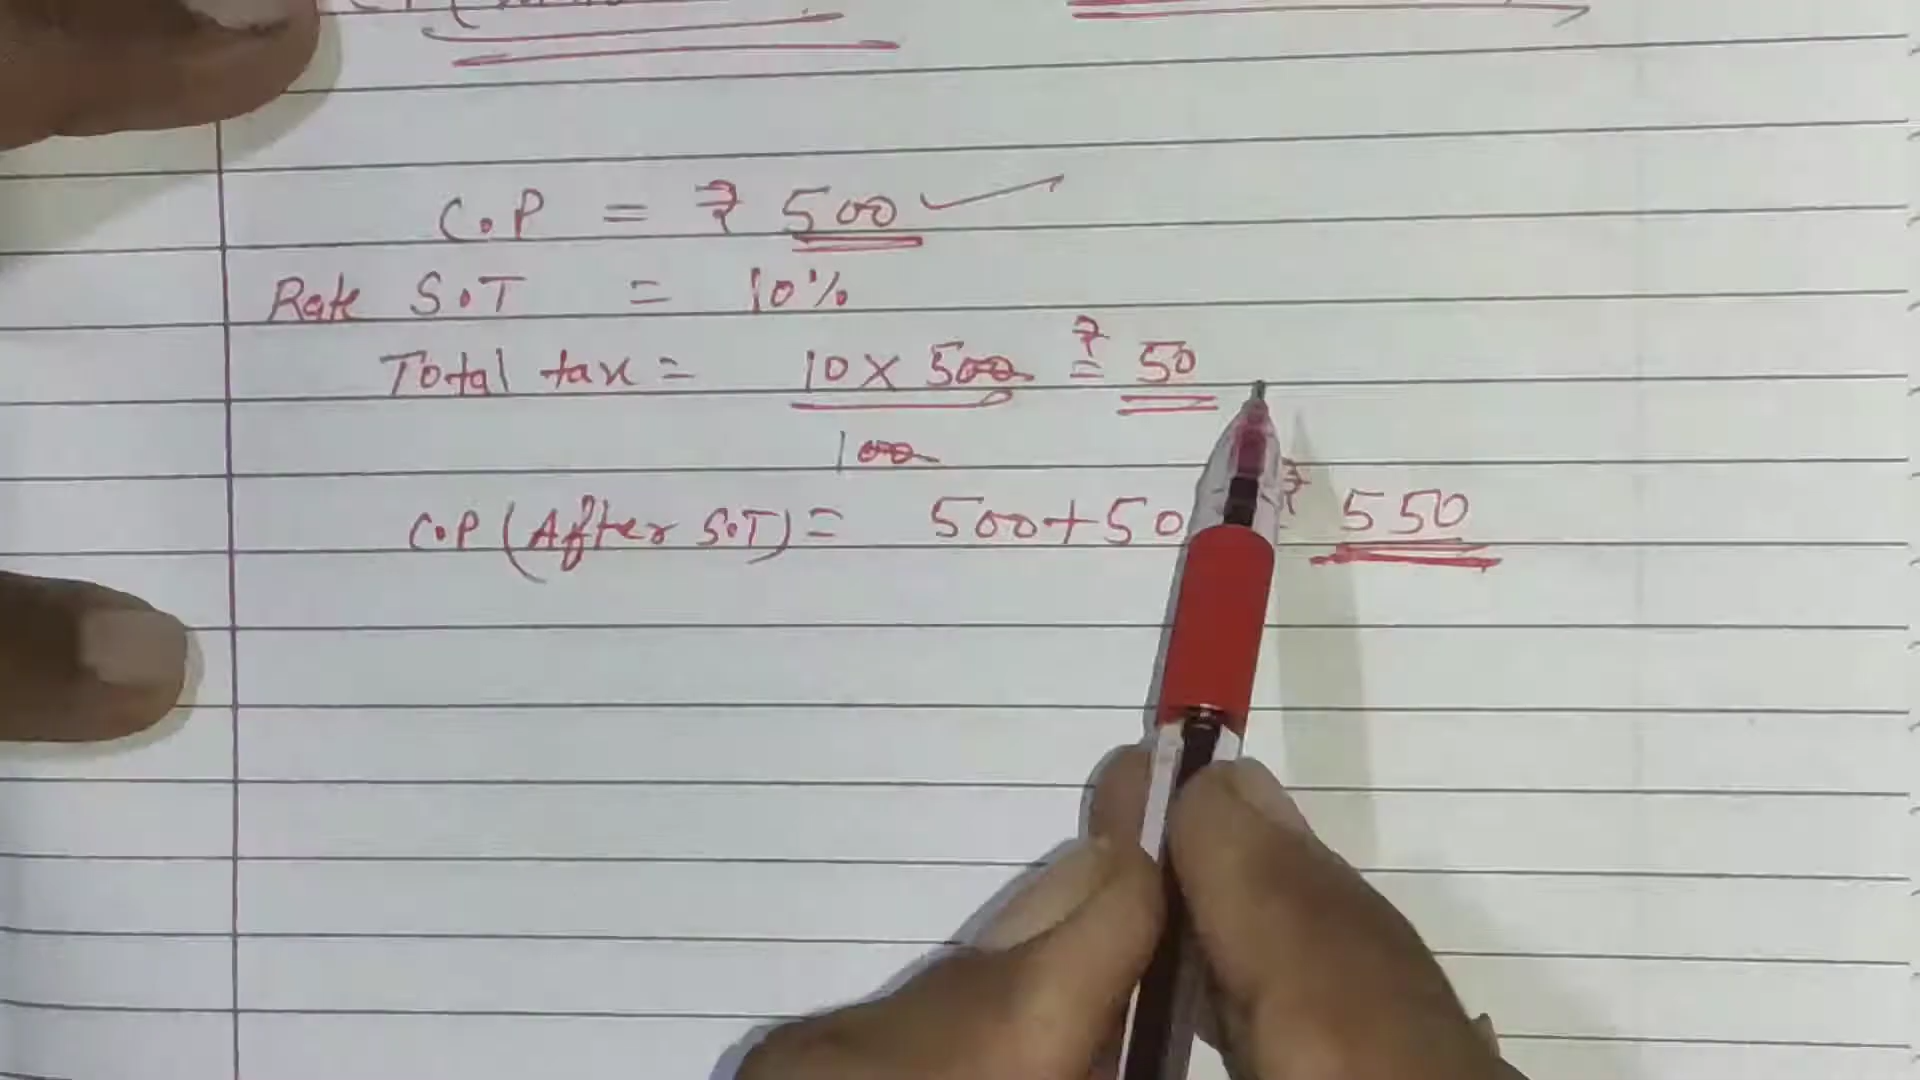 C.P = ₹ 500
Rate S.T = 10%
Total tax = 10 X 500 = ₹ 50
100
C.P (After S.T) = 500+50 ₹ 550